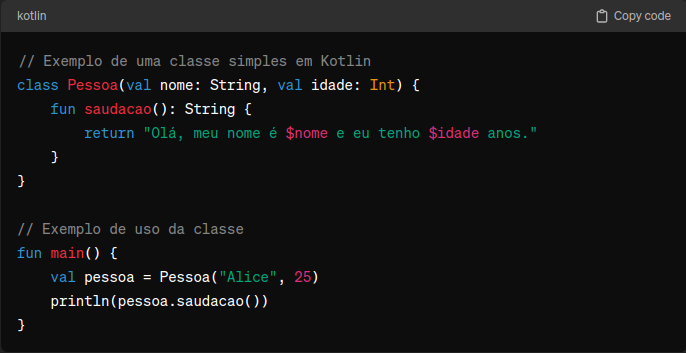 kotlin
Copy code
// Exemplo de uma classe simples em Kotlin
class Pessoa(val nome: String, val idade: Int) {
    fun saudacao(): String {
        return "Olá, meu nome é $nome e eu tenho $idade anos."
    }
}

// Exemplo de uso da classe
fun main() {
    val pessoa = Pessoa("Alice", 25)
    println(pessoa.saudacao())
}